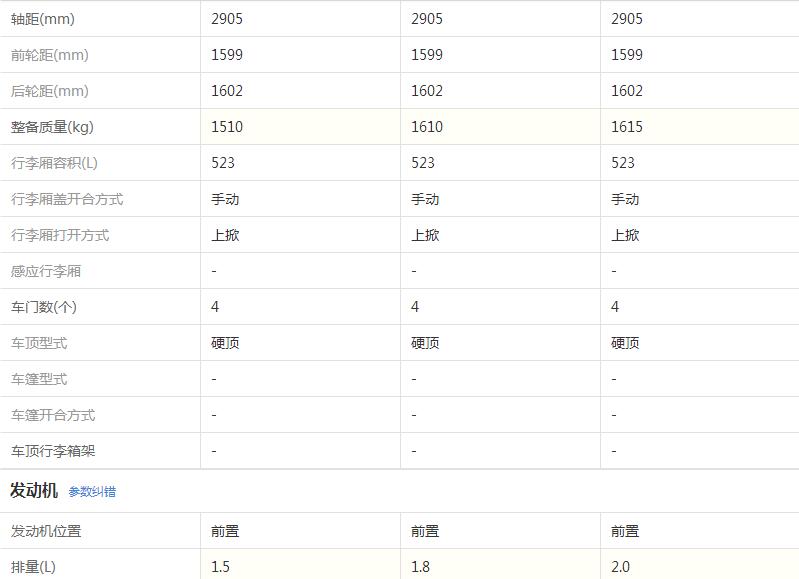 轴距(mm) 2905 2905 2905
前轮距(mm) 1599 1599 1599
后轮距(mm) 1602 1602 1602
整备质量(kg) 1510 1610 1615
行李厢容积(L) 523 523 523
行李厢盖开合方式 手动 手动 手动
行李厢打开方式 上掀 上掀 上掀
感应行李厢 - - -
车门数(个) 4 4 4
车顶型式 硬顶 硬顶 硬顶
车篷型式 - - -
车篷开合方式 - - -
车顶行李箱架 - - -
发动机 参数纠错
发动机位置 前置 前置 前置
排量(L) 1.5 1.8 2.0